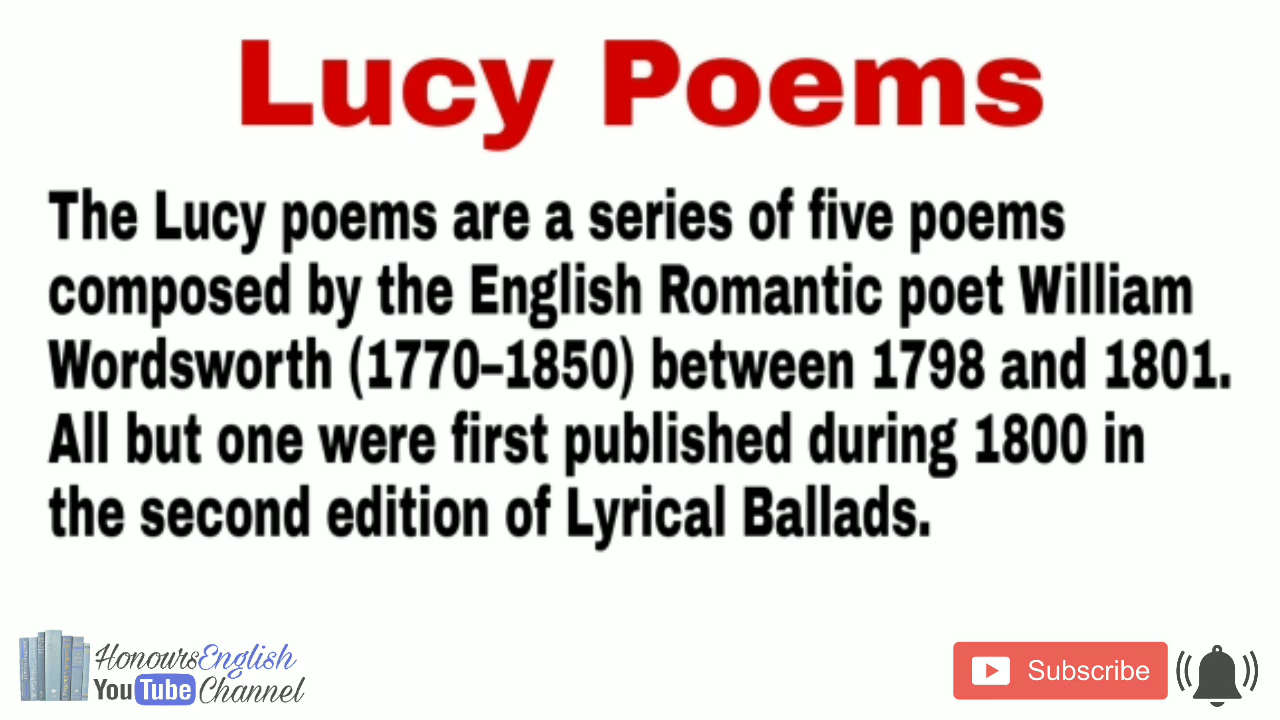 Lucy Poems
The Lucy poems are a series of five poems
composed by the English Romantic poet William
Wordsworth (1770–1850) between 1798 and 1801.
All but one were first published during 1800 in
the second edition of Lyrical Ballads.
HonoursEnglish
YouTube Channel
Subscribe